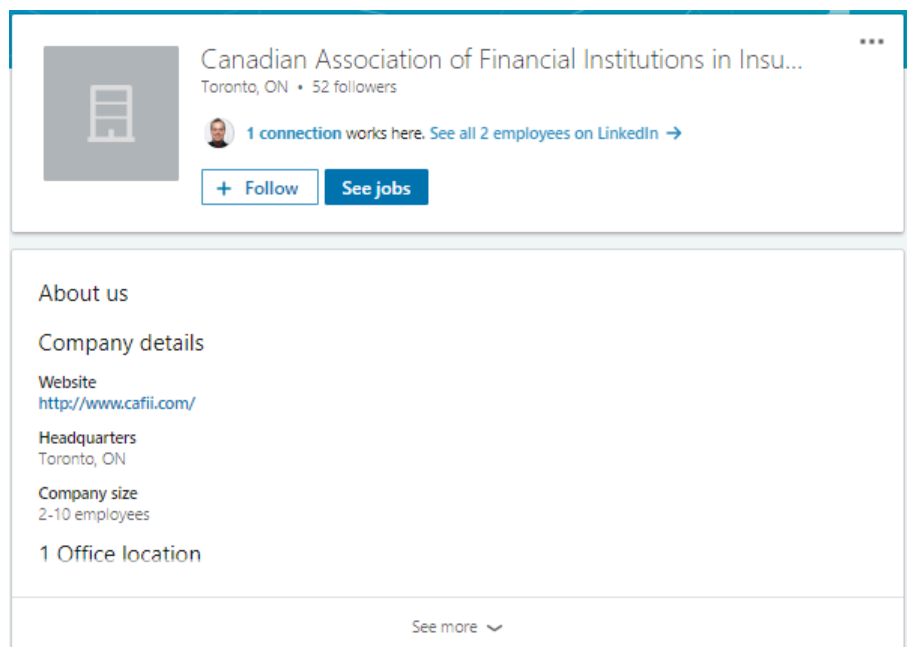 Canadian Association of Financial Institutions in Insu...
Toronto, ON • 52 followers
1 connection works here. See all 2 employees on LinkedIn →
+ Follow
See jobs
About us
Company details
Website
http://www.cafii.com/
Headquarters
Toronto, ON
Company size
2-10 employees
1 Office location
See more